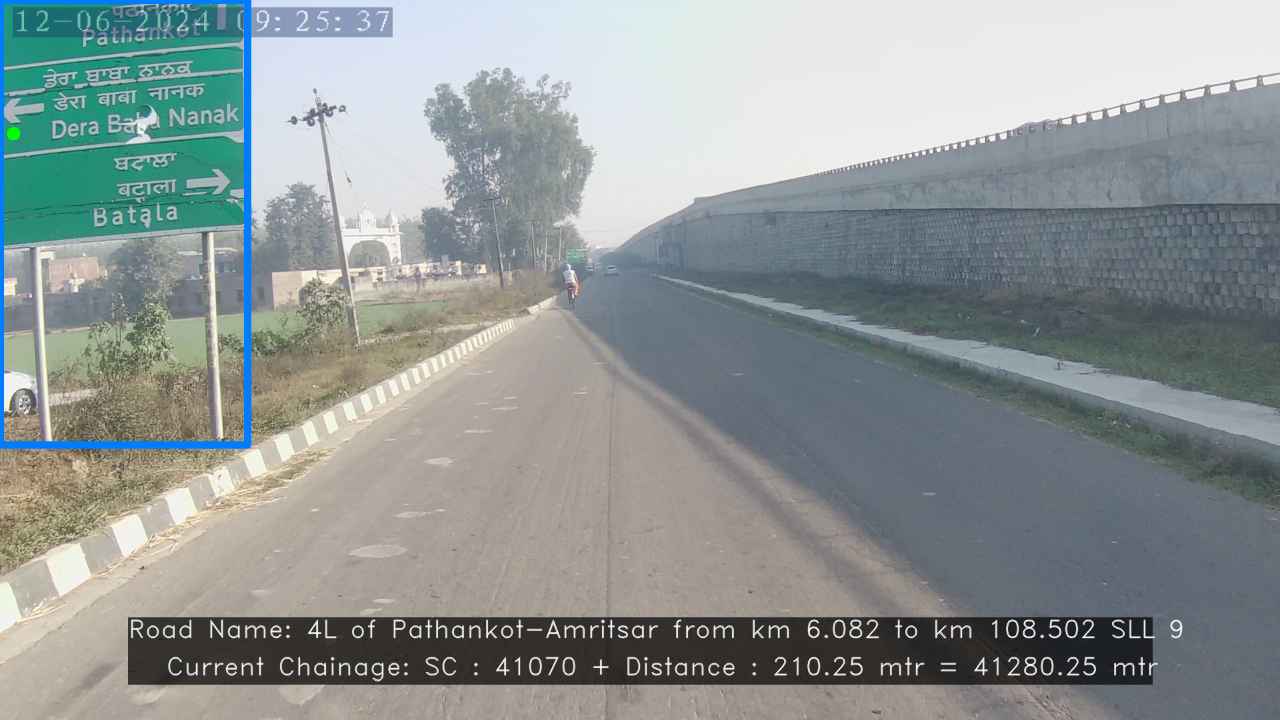 12-06-2024 09:25:37
पठानकोट
Pathankot
ਡੇਰਾ ਬਾਬਾ ਨਾਨਕ
डेरा बाबा नानक
Dera Baba Nanak
ਬਟਾਲਾ
बटाला
Batala
Road Name: 4L of Pathankot-Amritsar from km 6.082 to km 108.502 SLL 9
Current Chainage: SC : 41070 + Distance : 210.25 mtr = 41280.25 mtr